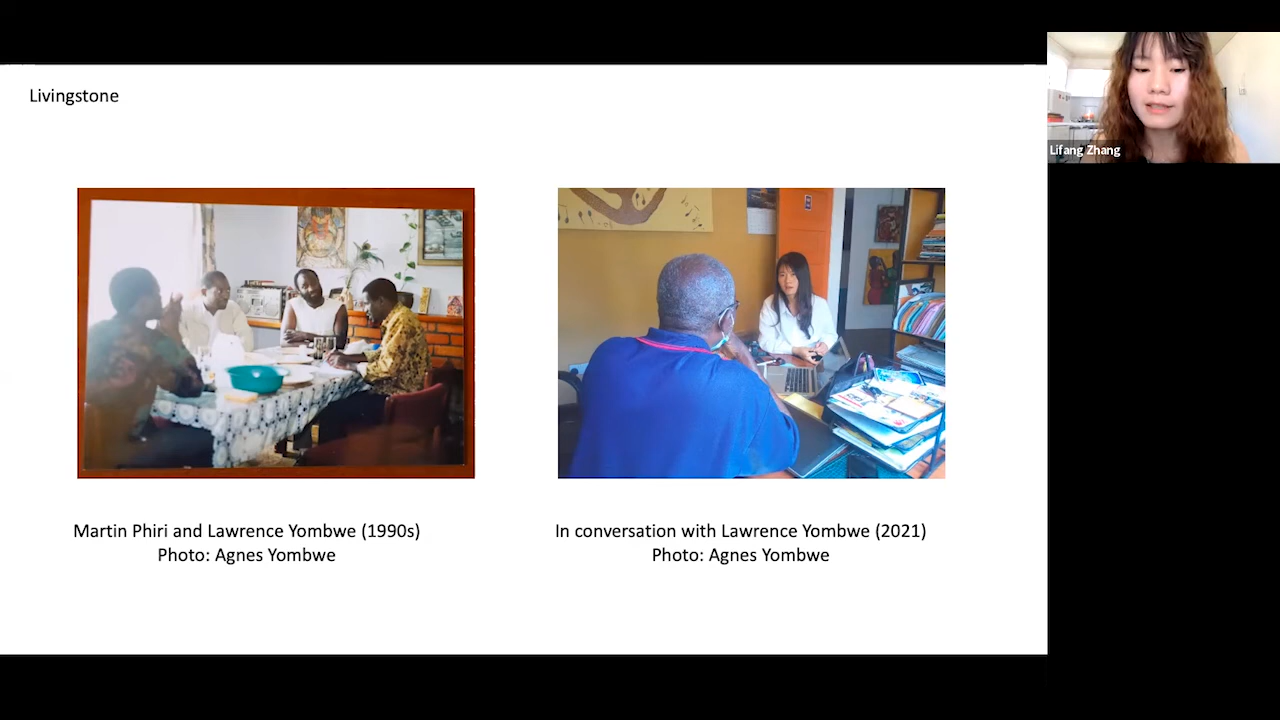 Livingstone
Lifang Zhang
Martin Phiri and Lawrence Yombwe (1990s)
Photo: Agnes Yombwe
In conversation with Lawrence Yombwe (2021)
Photo: Agnes Yombwe